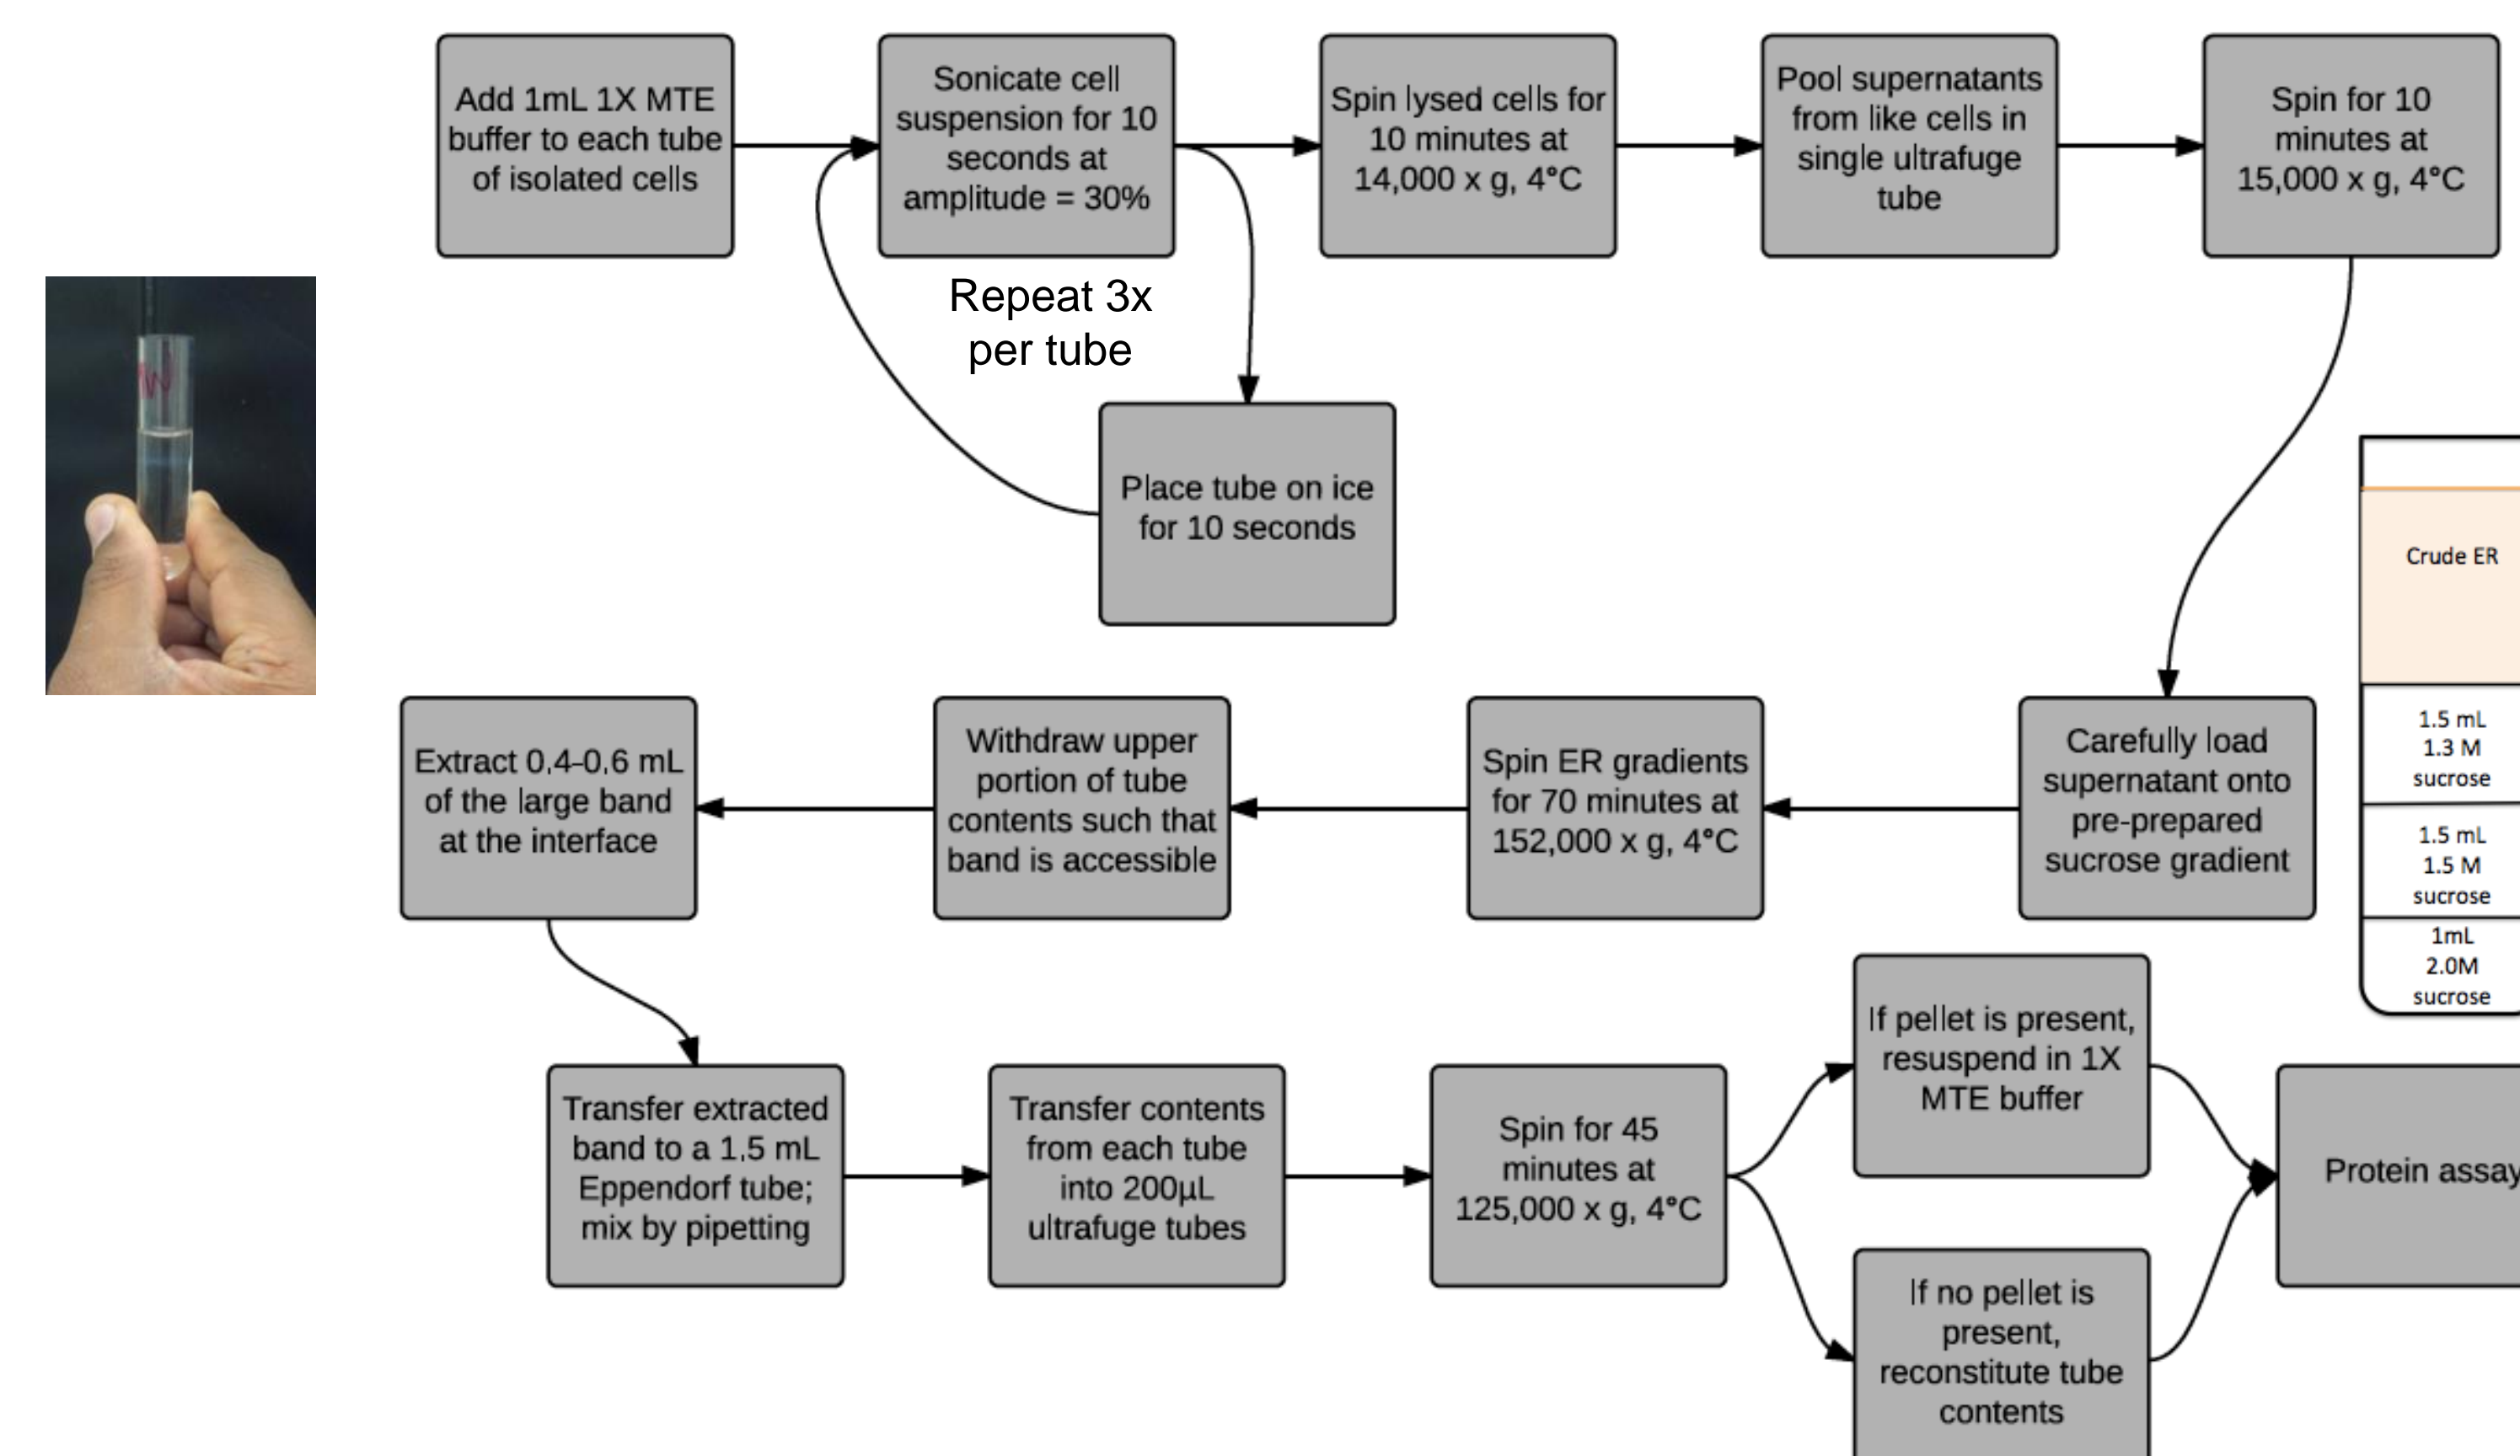 Add 1mL 1X MTE
buffer to each tube
of isolated cells
Sonicate cell
suspension for 10
seconds at
amplitude = 30%
Spin lysed cells for
10 minutes at
14,000 x g, 4°C
Pool supernatants
from like cells in
single ultrafuge
tube
Spin for 10
minutes at
15,000 x g, 4°C
Repeat 3x
per tube
Place tube on ice
for 10 seconds
Crude ER
1.5 mL
1.3 M
sucrose
1.5 mL
1.5 M
sucrose
1mL
2.0M
sucrose
Carefully load
supernatant onto
pre-prepared
sucrose gradient
Spin ER gradients
for 70 minutes at
152,000 x g, 4°C
Withdraw upper
portion of tube
contents such that
band is accessible
Extract 0.4-0.6 mL
of the large band
at the interface
Transfer extracted
band to a 1.5 mL
Eppendorf tube;
mix by pipetting
Transfer contents
from each tube
into 200µL
ultrafuge tubes
Spin for 45
minutes at
125,000 x g, 4°C
If pellet is present,
resuspend in 1X
MTE buffer
If no pellet is
present,
reconstitute tube
contents
Protein assay